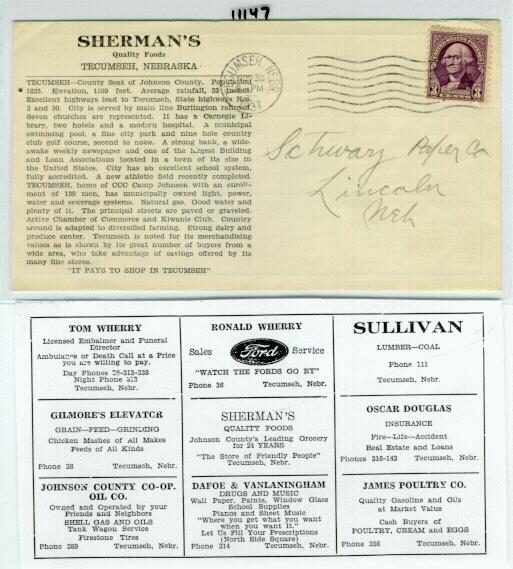 11147
SHERMAN'S
Quality Foods
TECUMSEH, NEBRASKA
TECUMSEH—County Seat of Johnson County. Population
1825. Elevation, 1109 feet. Average rainfall, 32 inches.
Excellent highways lead to Tecumseh, State highways Nos.
3 and 50. City is served by main line Burlington railroad.
Seven churches are represented. It has a Carnegie Li-
brary, two hotels and a modern hospital. A municipal
swimming pool, a fine city park and nine hole country
club golf course, second to none. A strong bank, a wide-
awake weekly newspaper and one of the largest Building
and Loan Associations located in a town of its size in
the United States. City has an excellent school system,
fully accredited. A new athletic field recently completed.
TECUMSEH, home of CCC Camp Johnson with an enroll-
ment of 189 men, has municipally owned light, power,
water and sewerage systems. Natural gas. Good water and
plenty of it. The principal streets are paved or graveled.
Active Chamber of Commerce and Kiwanis Club. Country
around is adapted to diversified farming. Strong dairy and
produce center. Tecumseh is noted for its merchandising
values as is shown by its great number of buyers from a
wide area, who take advantage of savings offered by its
many fine stores.
"IT PAYS TO SHOP IN TECUMSEH"
TECUMSEH, NEBR.
30
PM
37
UNITED STATES POSTAGE
3 3
Schwarz Paper Co
Lincoln
Neb
TOM WHERRY
Licensed Embalmer and Funeral
Director
Ambulance or Death Call at a Price
you are willing to pay.
Day Phones 29-313-338
Night Phone 313
Tecumseh, Nebr.
RONALD WHERRY
Sales Ford Service
"WATCH THE FORDS GO BY"
Phone 36 Tecumseh, Nebr.
SULLIVAN
LUMBER—COAL
Phone 111
Tecumseh, Nebr.
GILMORE'S ELEVATOR
GRAIN—FEED—GRINDING
Chicken Mashes of All Makes
Feeds of All Kinds
Phone 28 Tecumseh, Nebr.
SHERMAN'S
QUALITY FOODS
Johnson County's Leading Grocery
for 24 YEARS
"The Store of Friendly People"
Tecumseh, Nebr.
OSCAR DOUGLAS
INSURANCE
Fire—Life—Accident
Real Estate and Loans
Phones 316-143 Tecumseh, Nebr.
JOHNSON COUNTY CO-OP.
OIL CO.
Owned and Operated by your
Friends and Neighbors
SHELL GAS AND OILS
Tank Wagon Service
Firestone Tires
Phone 289 Tecumseh, Nebr.
DAFOE & VANLANINGHAM
DRUGS AND MUSIC
Wall Paper, Paints, Window Glass
School Supplies
Pianos and Sheet Music
"Where you get what you want
when you want it."
Let Us Fill Your Prescriptions
(North Side Square)
Phone 314 Tecumseh, Nebr.
JAMES POULTRY CO.
Quality Gasoline and Oils
at Market Value
Cash Buyers of
POULTRY, CREAM and EGGS
Phone 356 Tecumseh, Nebr.